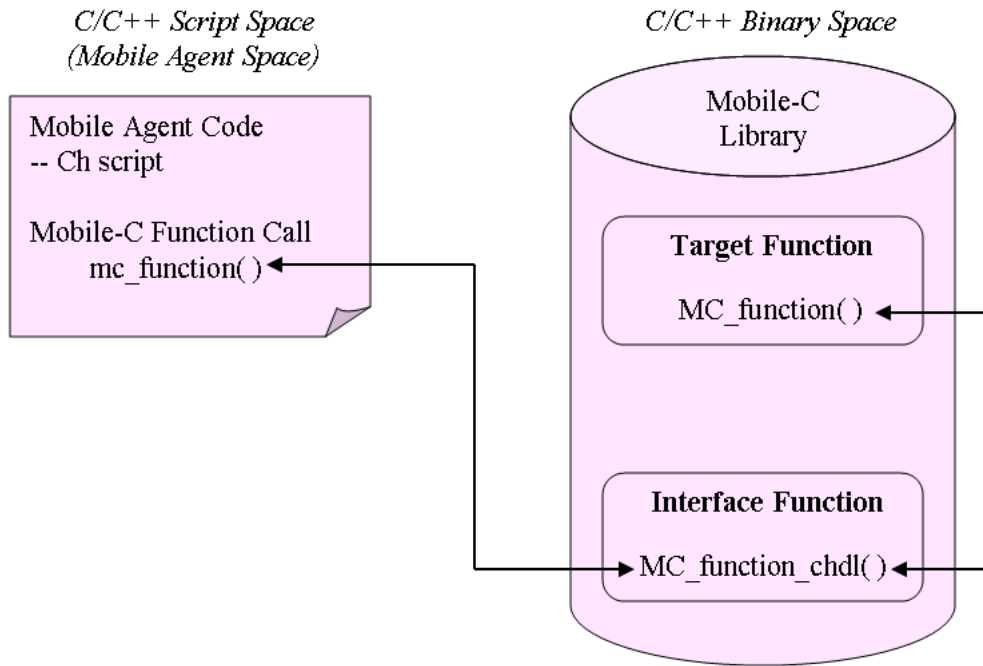 C/C++ Script Space
(Mobile Agent Space)
Mobile Agent Code
-- Ch script
Mobile-C Function Call
mc_function( )
C/C++ Binary Space
Mobile-C
Library
Target Function
MC_function( )
Interface Function
MC_function_chdl( )